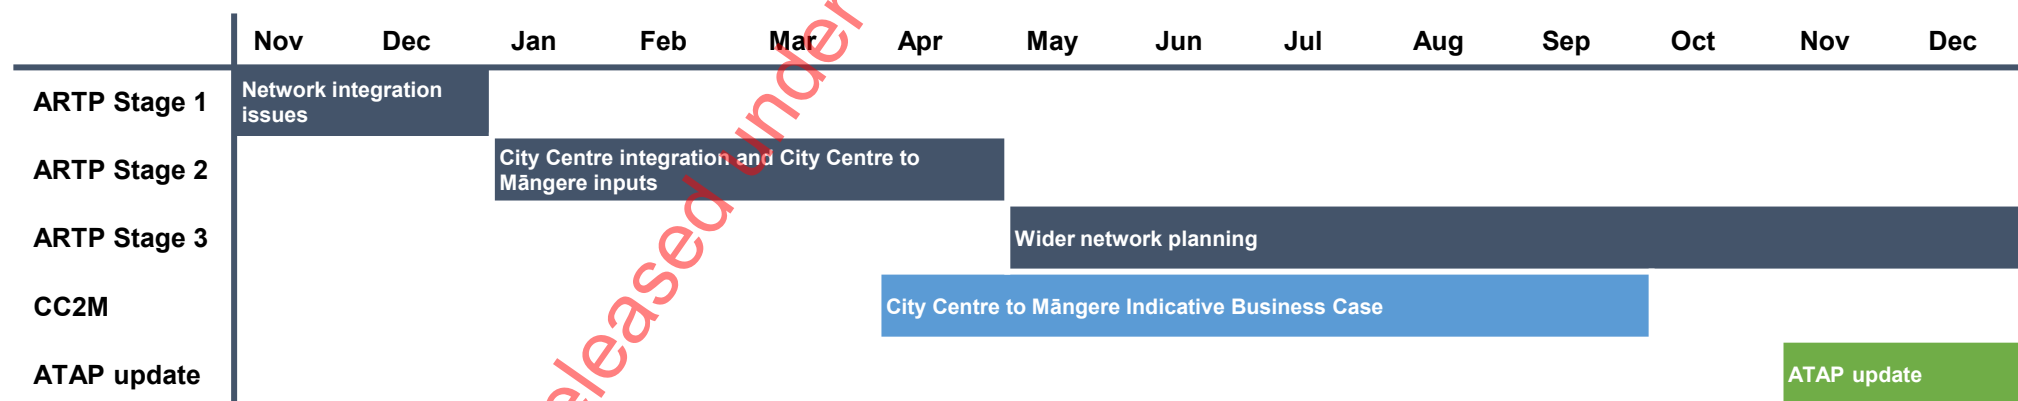 Nov Dec Jan Feb Mar Apr May Jun Jul Aug Sep Oct Nov Dec
ARTP Stage 1
Network integration
issues
ARTP Stage 2
City Centre integration and City Centre to
Māngere inputs
ARTP Stage 3
Wider network planning
CC2M
City Centre to Māngere Indicative Business Case
ATAP update
ATAP update
eleased under